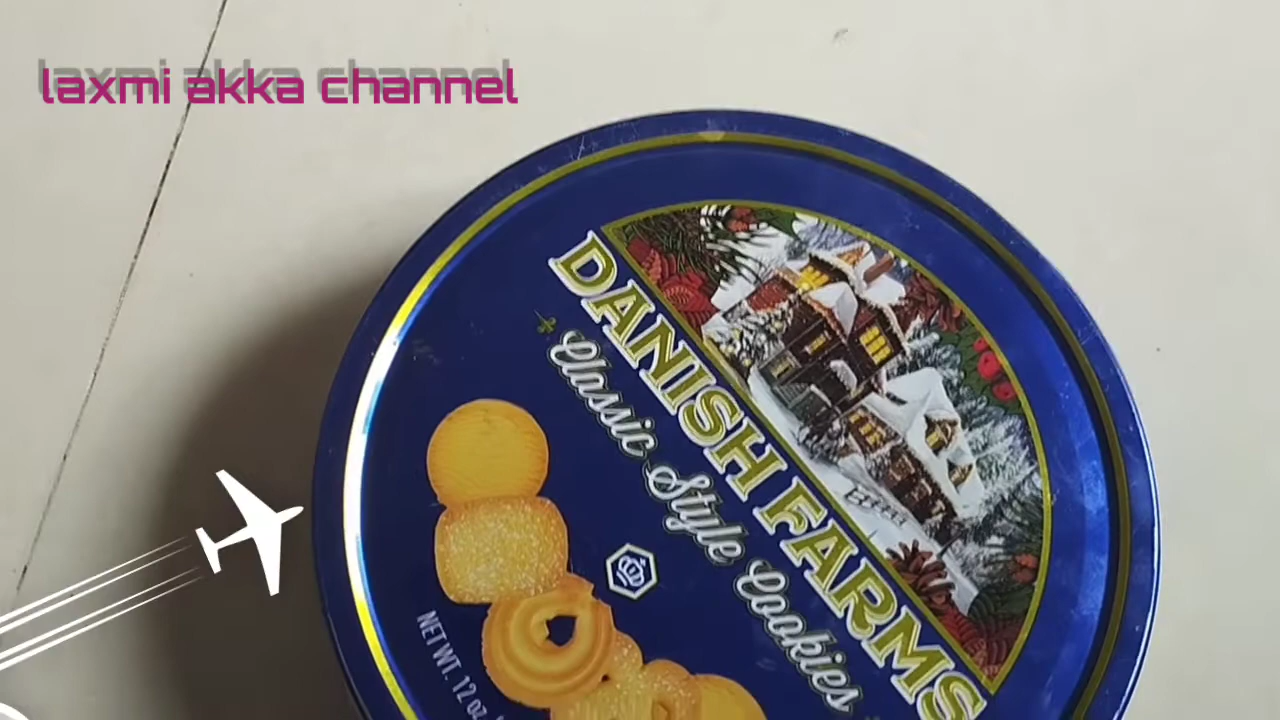 laxmi akka channel
DANISH FARMS
Classic Style Cookies
NET WT. 12 OZ.